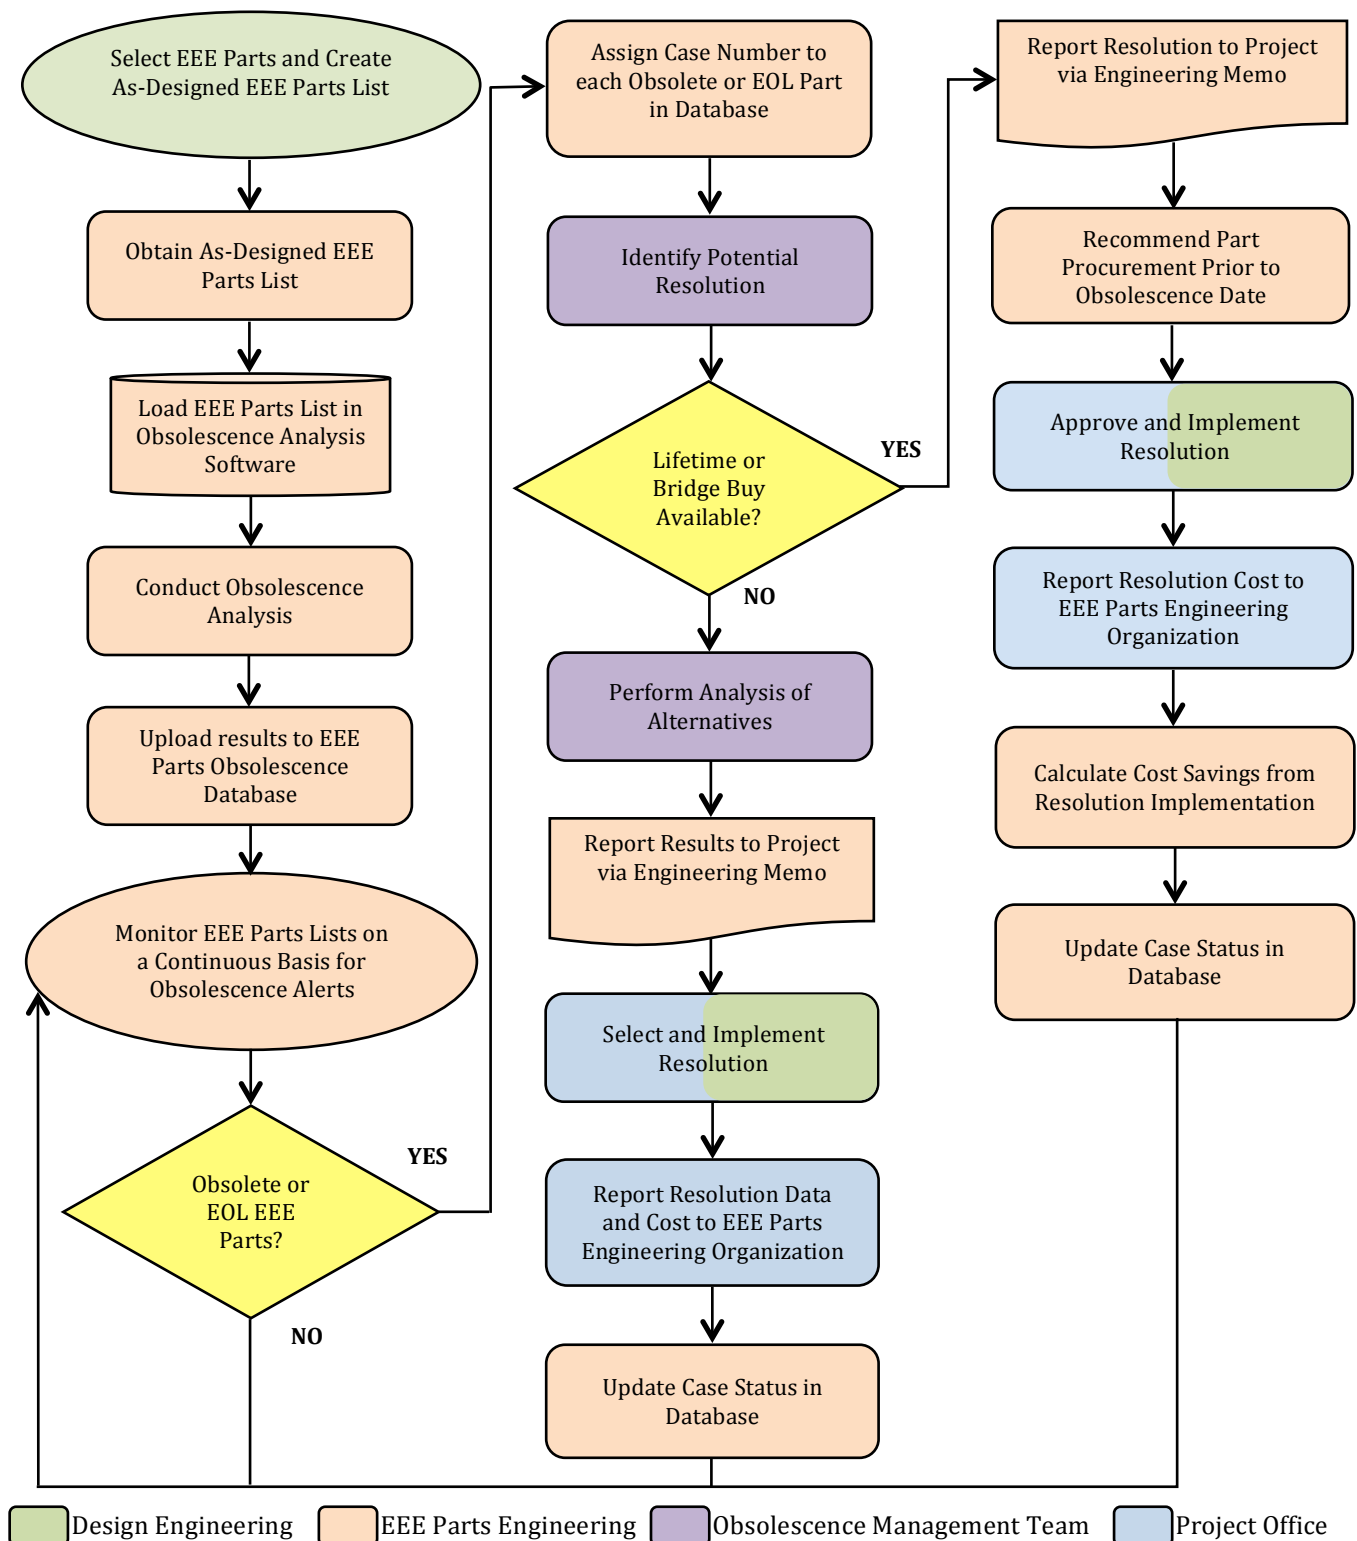 Select EEE Parts and Create
As-Designed EEE Parts List
Obtain As-Designed EEE
Parts List
Load EEE Parts List in
Obsolescence Analysis
Software
Conduct Obsolescence
Analysis
Upload results to EEE
Parts Obsolescence
Database
Monitor EEE Parts Lists on
a Continuous Basis for
Obsolescence Alerts
Obsolete or
EOL EEE
Parts?
YES
NO
Assign Case Number to
each Obsolete or EOL Part
in Database
Identify Potential
Resolution
Lifetime or
Bridge Buy
Available?
YES
NO
Perform Analysis of
Alternatives
Report Results to Project
via Engineering Memo
Select and Implement
Resolution
Report Resolution Data
and Cost to EEE Parts
Engineering Organization
Update Case Status in
Database
Report Resolution to Project
via Engineering Memo
Recommend Part
Procurement Prior to
Obsolescence Date
Approve and Implement
Resolution
Report Resolution Cost to
EEE Parts Engineering
Organization
Calculate Cost Savings from
Resolution Implementation
Update Case Status in
Database
Design Engineering
EEE Parts Engineering
Obsolescence Management Team
Project Office